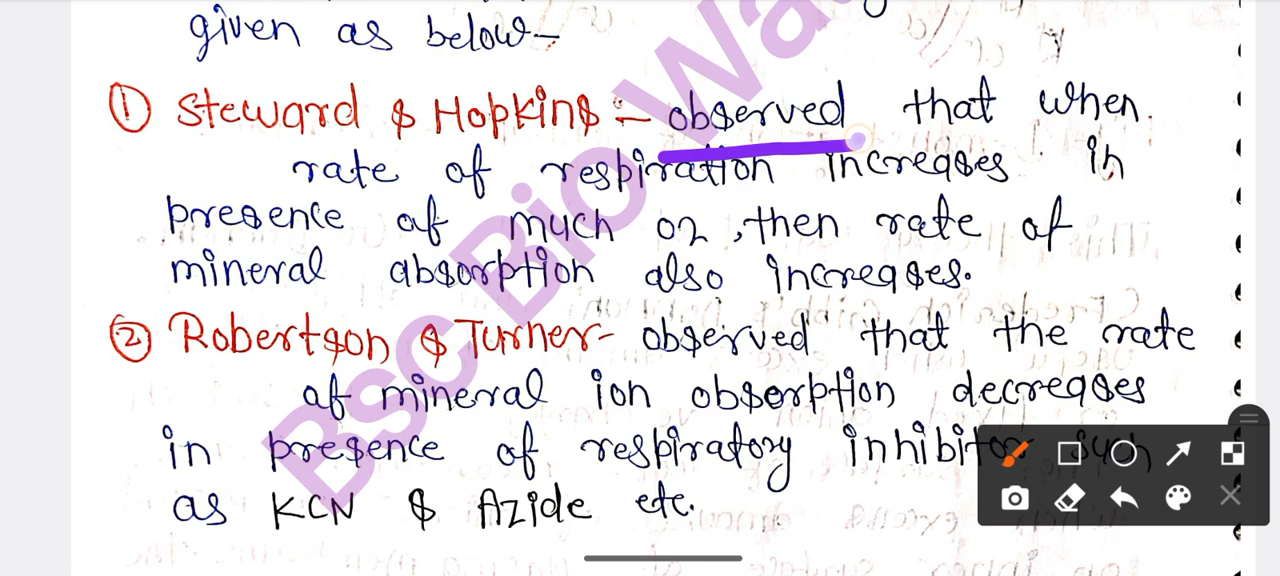 given as below-
① Steward & Hopkins :- observed that when
rate of respiration increases in
presence of much O2, then rate of
mineral absorption also increases.
② Robertson & Turner- observed that the rate
of mineral ion obsorption decreases
in presence of respiratory inhibitor such
as KCN & Azide etc.
BSC Bio Wa